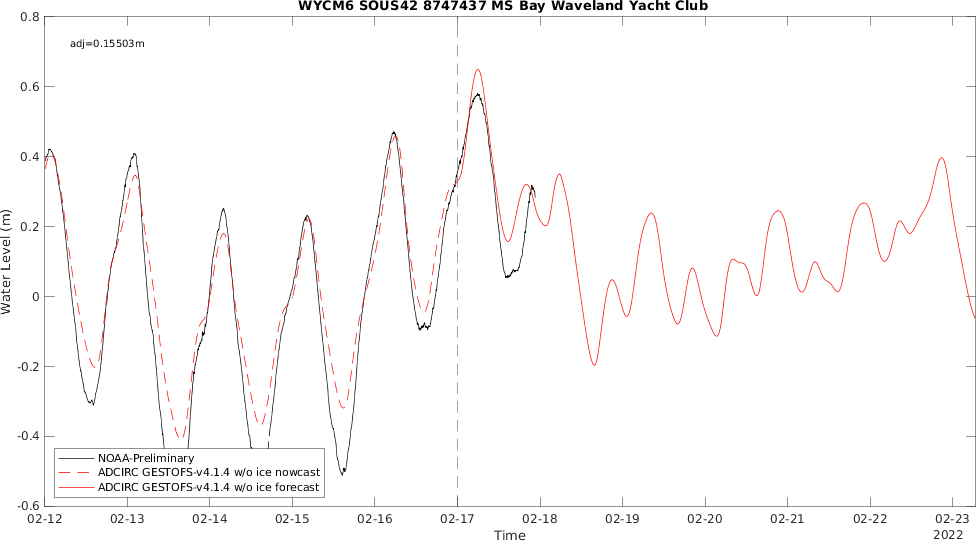 WYCM6 SOUS42 8747437 MS Bay Waveland Yacht Club
adj=0.15503m
0.8
0.6
0.4
0.2
0
-0.2
-0.4
-0.6
Water Level (m)
NOAA-Preliminary
ADCIRC GESTOFS-v4.1.4 w/o ice nowcast
ADCIRC GESTOFS-v4.1.4 w/o ice forecast
02-12 02-13 02-14 02-15 02-16 02-17 02-18 02-19 02-20 02-21 02-22 02-23
Time
2022